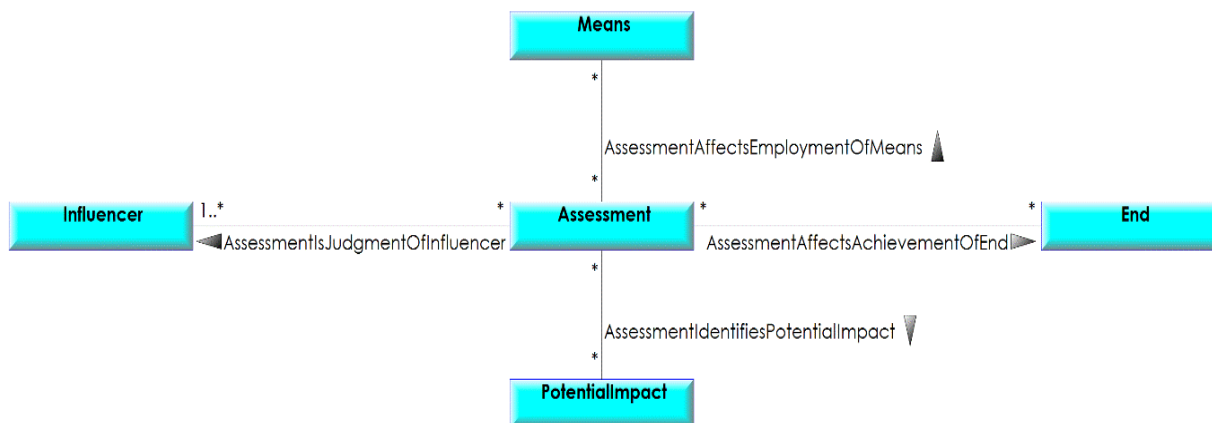 Means
*
AssessmentAffectsEmploymentOfMeans
*
Influencer
1..*
*
Assessment
*
*
End
AssessmentIsJudgmentOfInfluencer
AssessmentAffectsAchievementOfEnd
*
AssessmentIdentifiesPotentialImpact
*
PotentialImpact